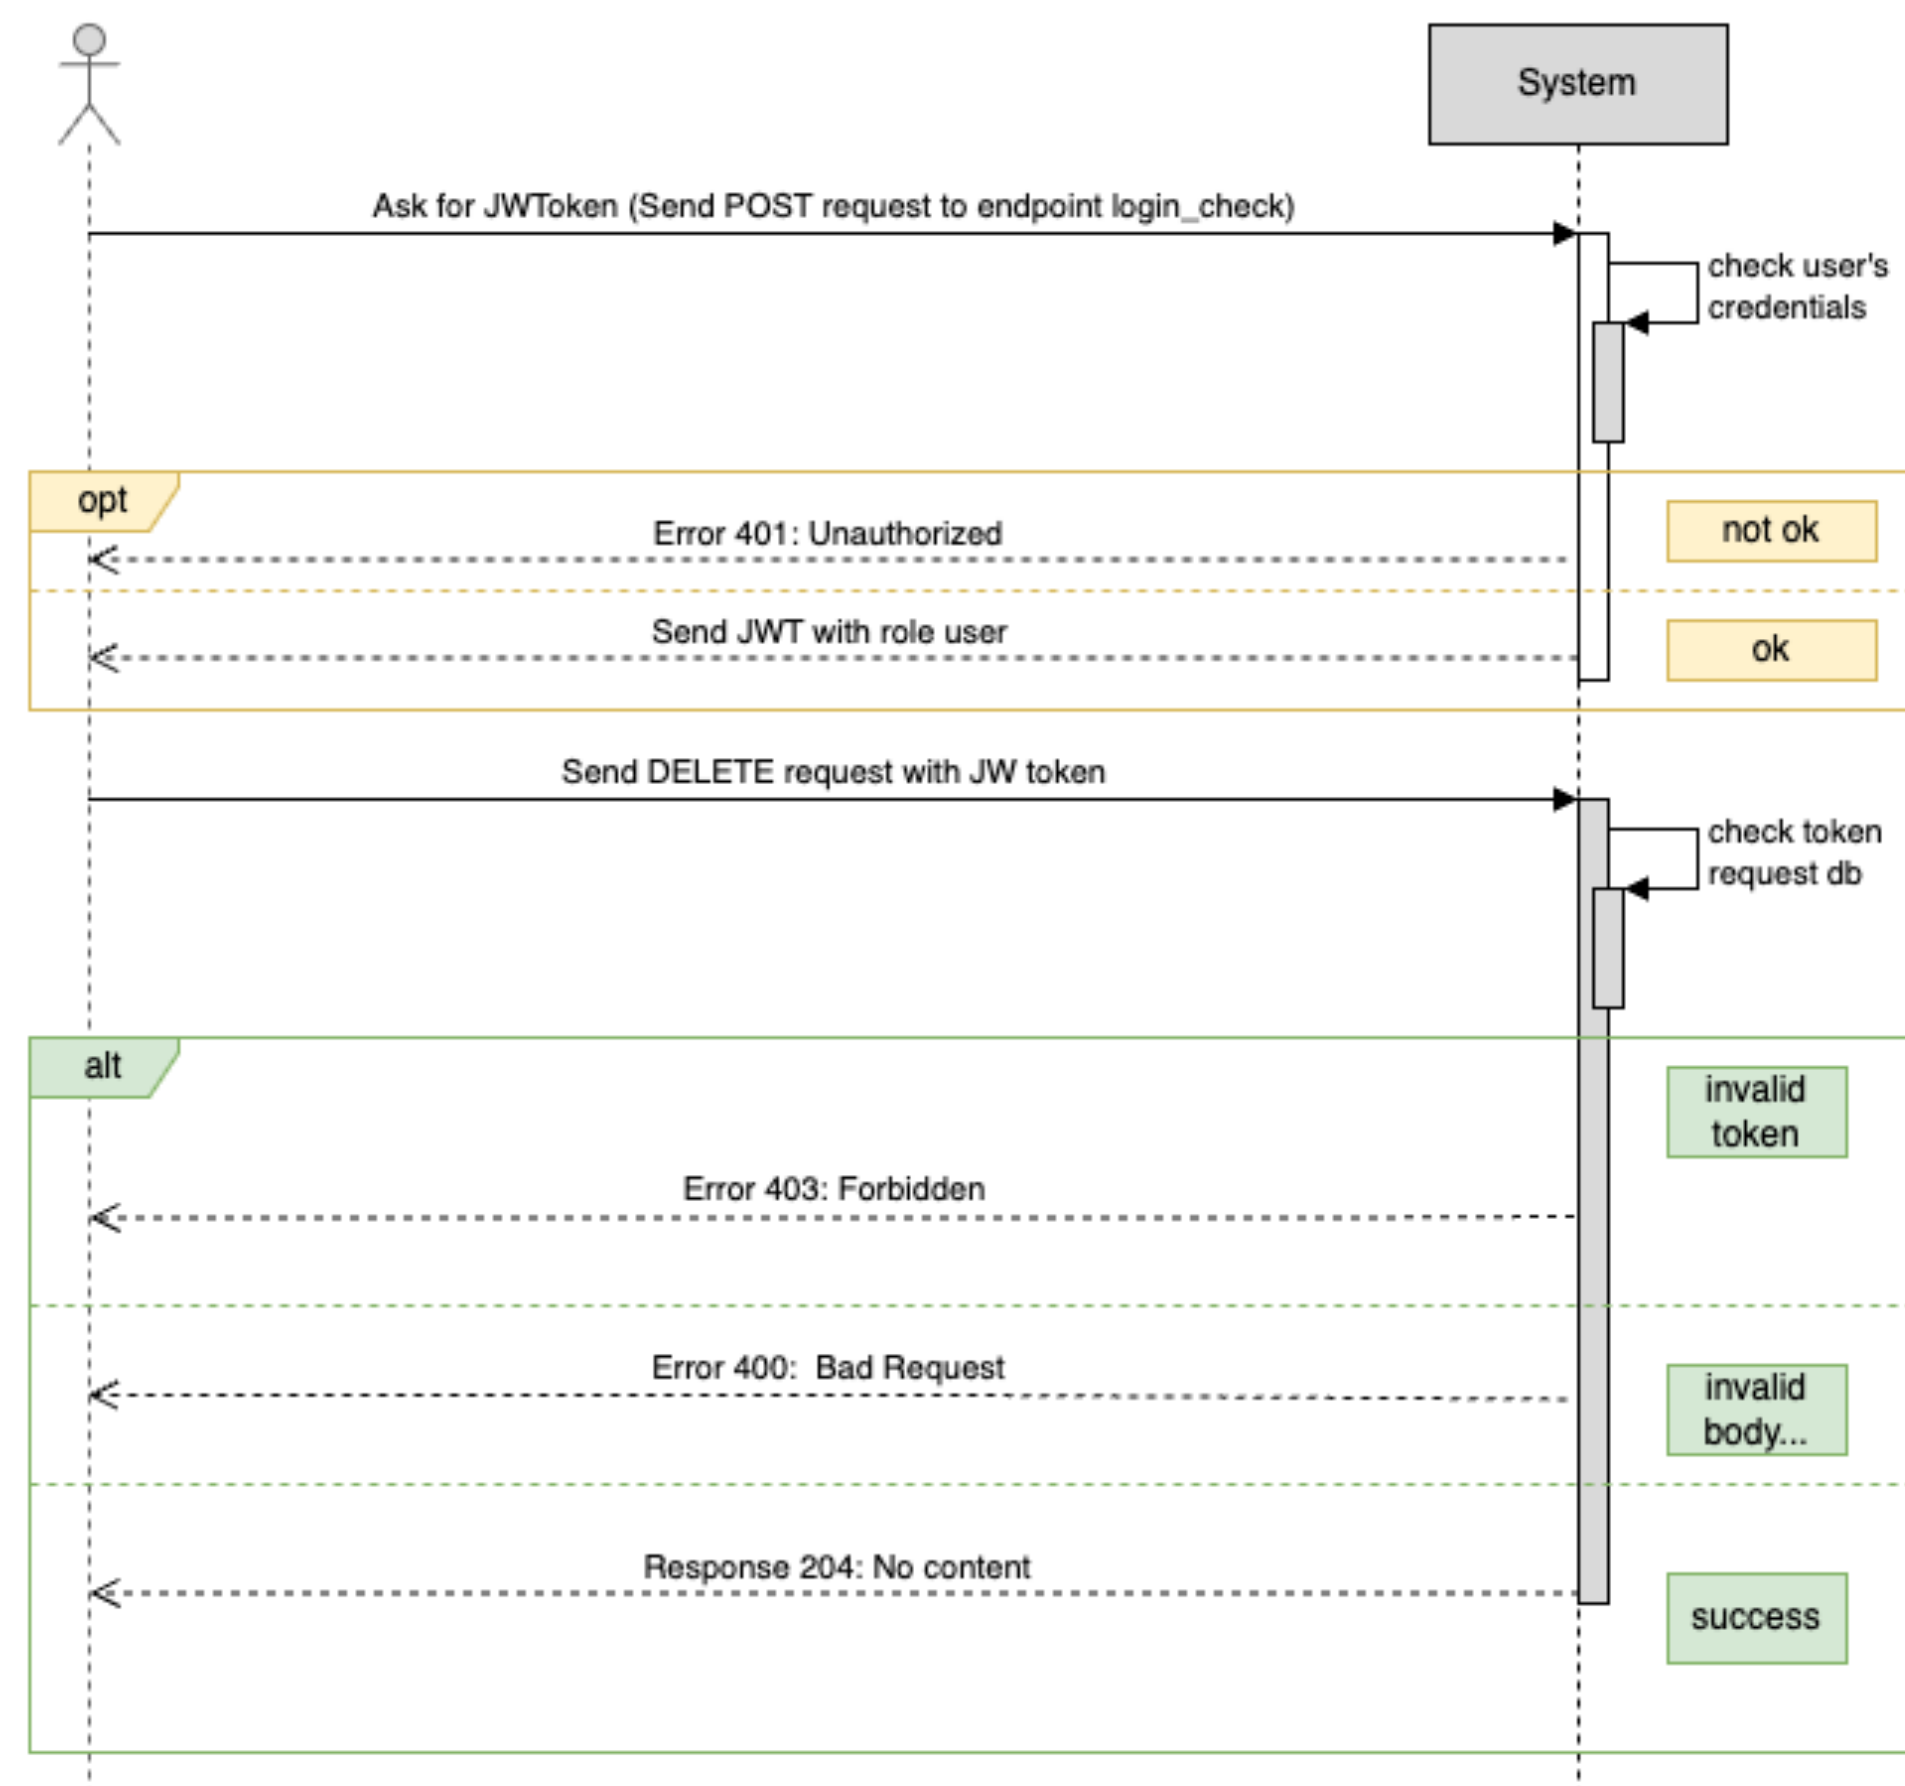 System
Ask for JWToken (Send POST request to endpoint login_check)
check user's
credentials
opt
Error 401: Unauthorized
not ok
Send JWT with role user
ok
Send DELETE request with JW token
check token
request db
alt
invalid
token
Error 403: Forbidden
Error 400:  Bad Request
invalid
body...
Response 204: No content
success